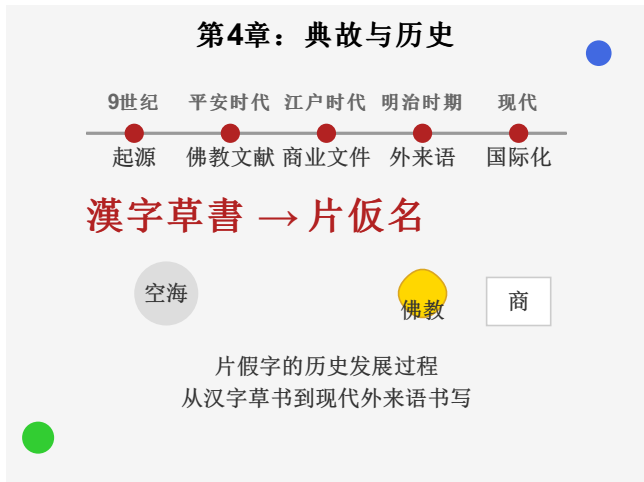 第4章：典故与历史
9世纪 平安时代 江户时代 明治时期 现代
起源 佛教文献 商业文件 外来语 国际化
漢字草書 → 片仮名
空海 佛教 商
片假字的历史发展过程
从汉字草书到现代外来语书写